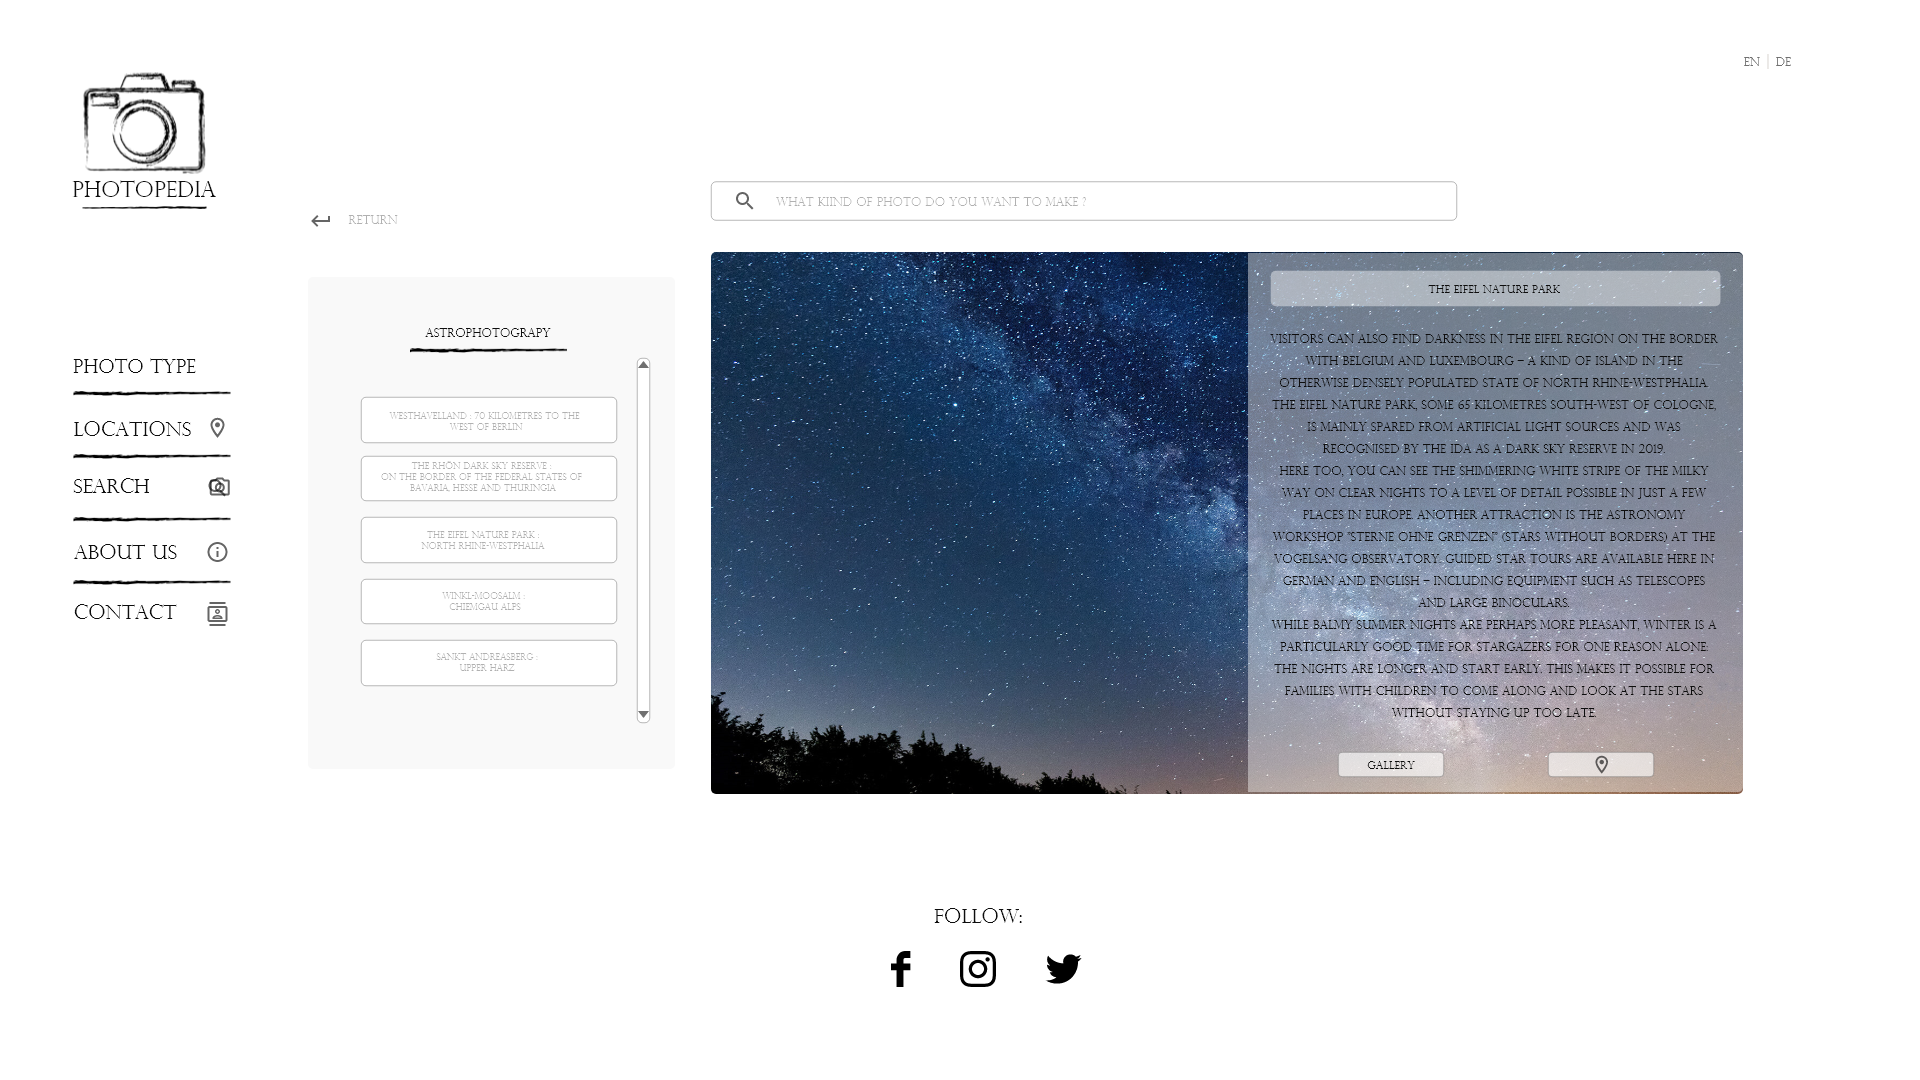 EN | DE
PHOTOPEDIA
WHAT KIIND OF PHOTO DO YOU WANT TO MAKE ?
RETURN
PHOTO TYPE
LOCATIONS
SEARCH
ABOUT US
CONTACT
ASTROPHOTOGRAPY
WESTHAVELLAND : 70 KILOMETRES TO THE
WEST OF BERLIN
THE RHÖN DARK SKY RESERVE :
ON THE BORDER OF THE FEDERAL STATES OF
BAVARIA, HESSE AND THURINGIA
THE EIFEL NATURE PARK :
NORTH RHINE-WESTPHALIA
WINKL-MOOSALM :
CHIEMGAU ALPS
SANKT ANDREASBERG :
UPPER HARZ
THE EIFEL NATURE PARK
VISITORS CAN ALSO FIND DARKNESS IN THE EIFEL REGION ON THE BORDER
WITH BELGIUM AND LUXEMBOURG – A KIND OF ISLAND IN THE
OTHERWISE DENSELY POPULATED STATE OF NORTH RHINE-WESTPHALIA.
THE EIFEL NATURE PARK, SOME 65 KILOMETRES SOUTH-WEST OF COLOGNE,
IS MAINLY SPARED FROM ARTIFICIAL LIGHT SOURCES AND WAS
RECOGNISED BY THE IDA AS A DARK SKY RESERVE IN 2019.
HERE TOO, YOU CAN SEE THE SHIMMERING WHITE STRIPE OF THE MILKY
WAY ON CLEAR NIGHTS TO A LEVEL OF DETAIL POSSIBLE IN JUST A FEW
PLACES IN EUROPE. ANOTHER ATTRACTION IS THE ASTRONOMY
WORKSHOP "STERNE OHNE GRENZEN" (STARS WITHOUT BORDERS) AT THE
VOGELSANG OBSERVATORY. GUIDED STAR TOURS ARE AVAILABLE HERE IN
GERMAN AND ENGLISH – INCLUDING EQUIPMENT SUCH AS TELESCOPES
AND LARGE BINOCULARS.
WHILE BALMY SUMMER NIGHTS ARE PERHAPS MORE PLEASANT, WINTER IS A
PARTICULARLY GOOD TIME FOR STARGAZERS FOR ONE REASON ALONE:
THE NIGHTS ARE LONGER AND START EARLY. THIS MAKES IT POSSIBLE FOR
FAMILIES WITH CHILDREN TO COME ALONG AND LOOK AT THE STARS
WITHOUT STAYING UP TOO LATE.
GALLERY
FOLLOW: